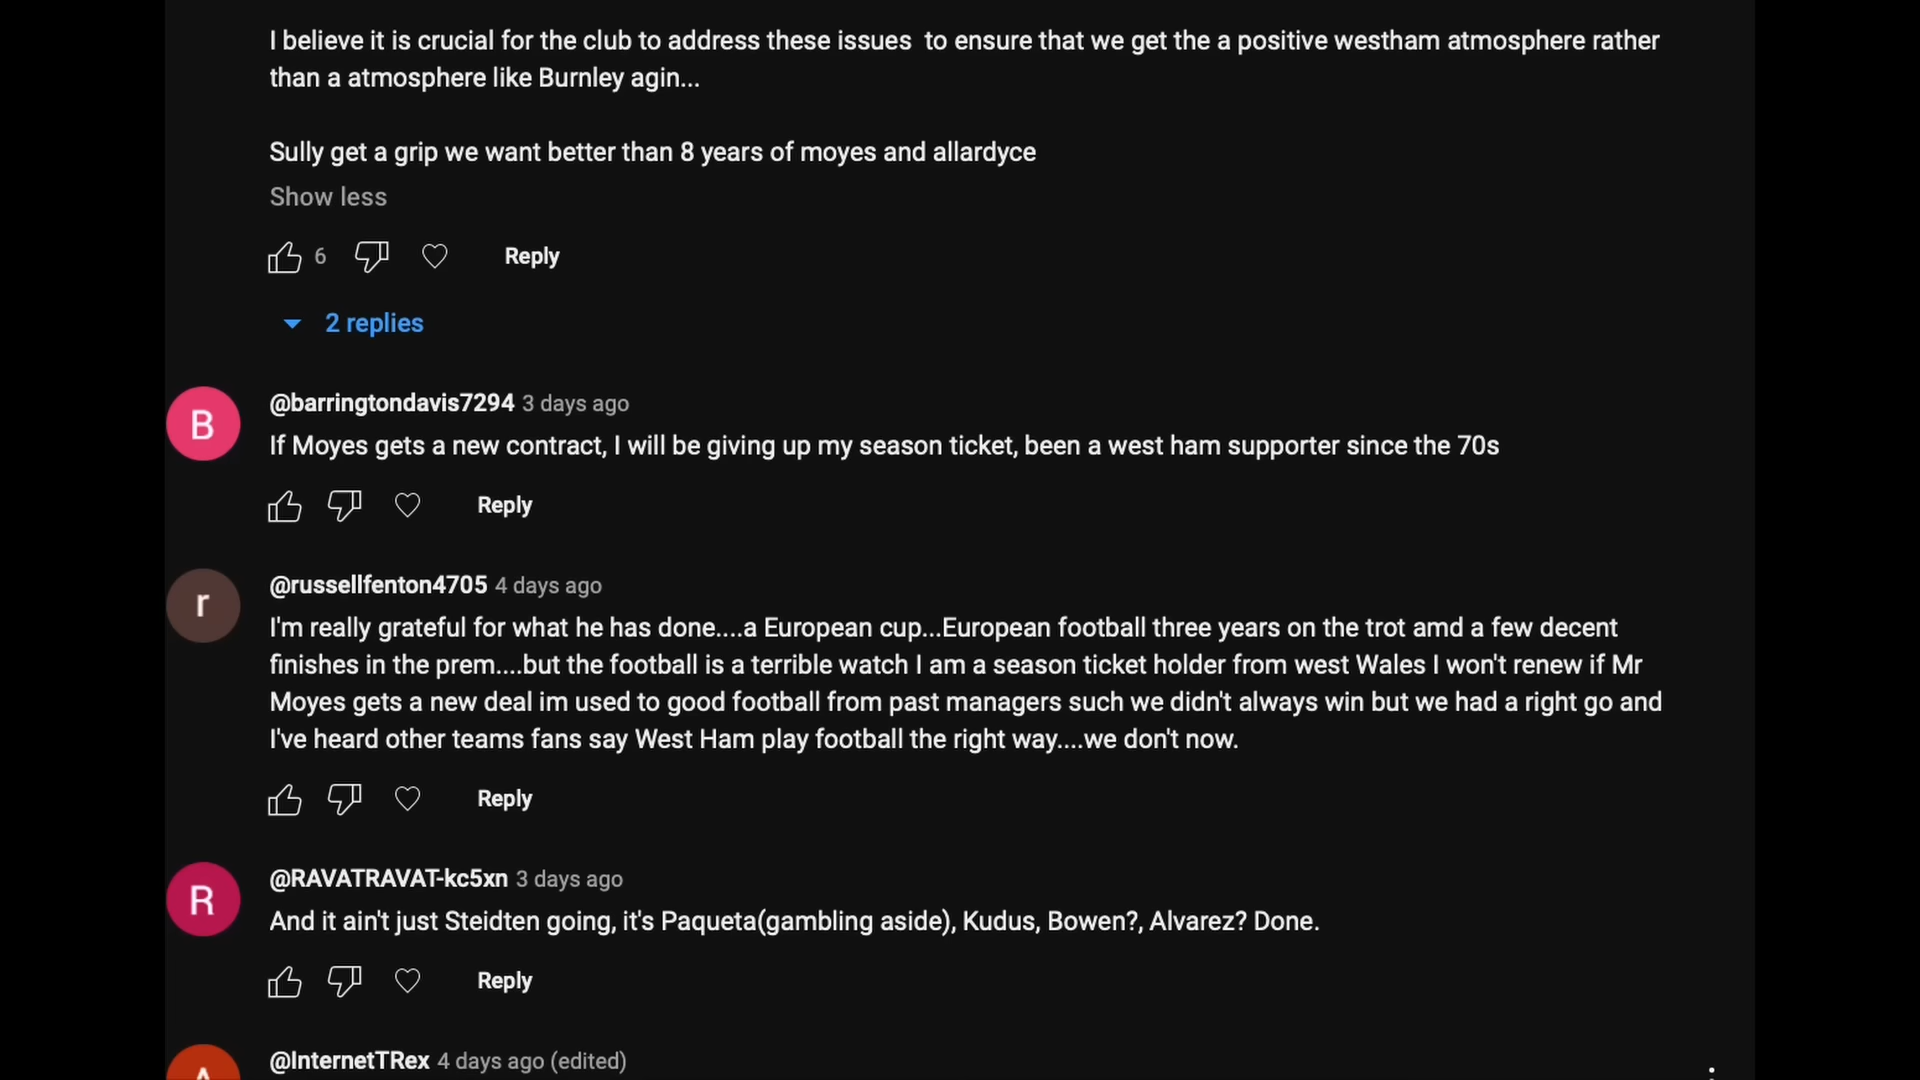 I believe it is crucial for the club to address these issues  to ensure that we get the a positive westham atmosphere rather
than a atmosphere like Burnley agin...
Sully get a grip we want better than 8 years of moyes and allardyce
Show less
6 Reply
2 replies
B
@barringtondavis7294 3 days ago
If Moyes gets a new contract, I will be giving up my season ticket, been a west ham supporter since the 70s
Reply
r
@russellfenton4705 4 days ago
I'm really grateful for what he has done....a European cup...European football three years on the trot amd a few decent
finishes in the prem....but the football is a terrible watch I am a season ticket holder from west Wales I won't renew if Mr
Moyes gets a new deal im used to good football from past managers such we didn't always win but we had a right go and
I've heard other teams fans say West Ham play football the right way....we don't now.
Reply
R
@RAVATRAVAT-kc5xn 3 days ago
And it ain't just Steidten going, it's Paqueta(gambling aside), Kudus, Bowen?, Alvarez? Done.
Reply
@InternetTRex 4 days ago (edited)